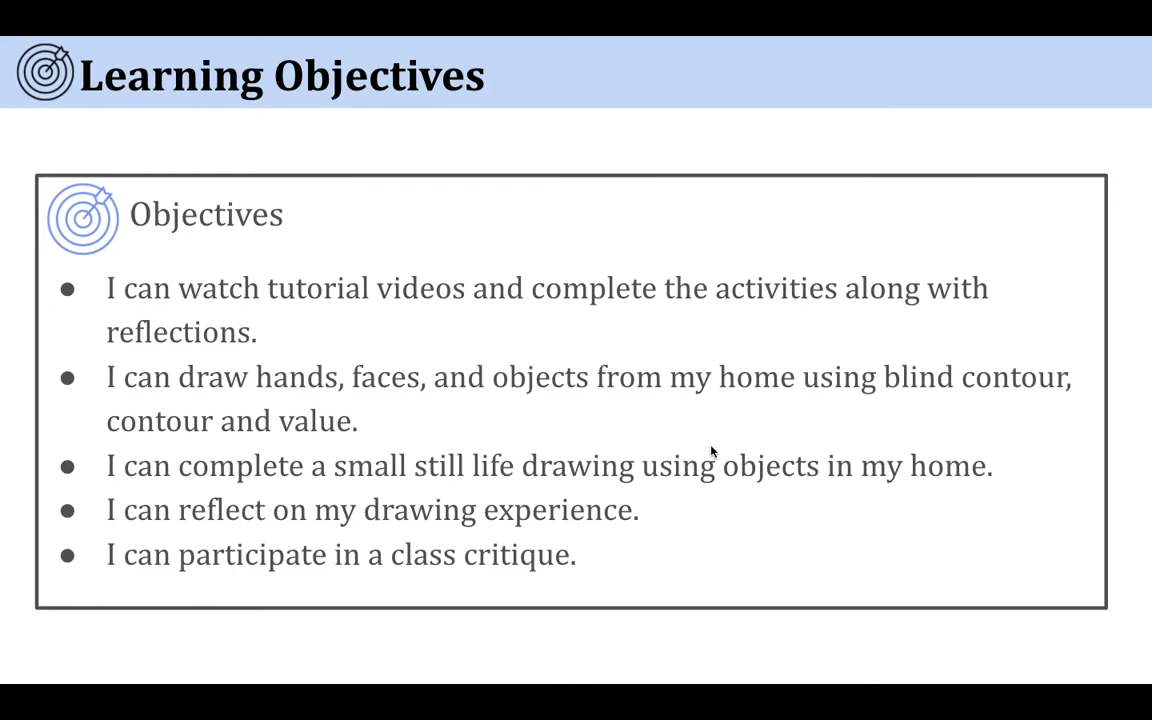 Learning Objectives
Objectives
● I can watch tutorial videos and complete the activities along with
reflections.
● I can draw hands, faces, and objects from my home using blind contour,
contour and value.
● I can complete a small still life drawing using objects in my home.
● I can reflect on my drawing experience.
● I can participate in a class critique.